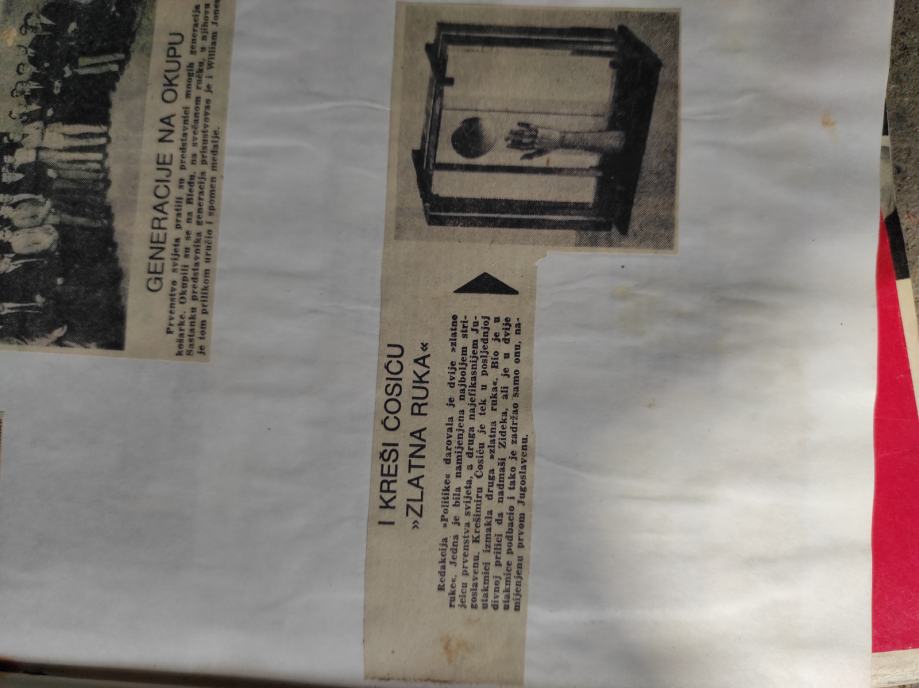 GENERACIJE NA OKUPU
Prvenstvo svijeta pratili su predstavnici mnogih generacija
košarke. Okupili su se na Bledu, na svečanom ručku, u njihova
Sastanku predstavnika generacija prisustvovao je i William Jones
je tom prilikom uručio i spomen medalje.
I KREŠI ĆOSIĆU
»ZLATNA RUKA«
Redakcija »Politike« darovala je dvije »zlatne
ruke«. Jedna je bila namijenjena najboljem stri-
jelcu prvenstva svijeta, a druga najefikasnijem Ju-
goslavenu. Krešimiru Ćosiću je tek u posljednjoj
utakmici izmakla druga »zlatna ruka«. Bio je u
divnoj prilici da nadmaši Zideka, ali je u dvije
utakmice podbacio i tako je zadržao samo onu, na-
mijenjenu prvom Jugoslavenu.